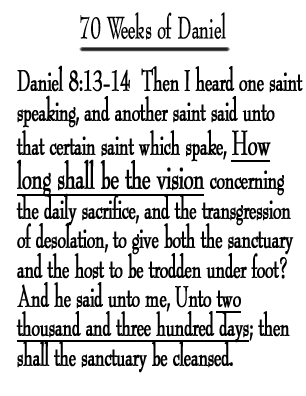 70 Weeks of Daniel
Daniel 8:13-14 Then I heard one saint
speaking, and another saint said unto
that certain saint which spake, How
long shall be the vision concerning
the daily sacrifice, and the transgression
of desolation, to give both the sanctuary
and the host to be trodden under foot?
And he said unto me, Unto two
thousand and three hundred days; then
shall the sanctuary be cleansed.